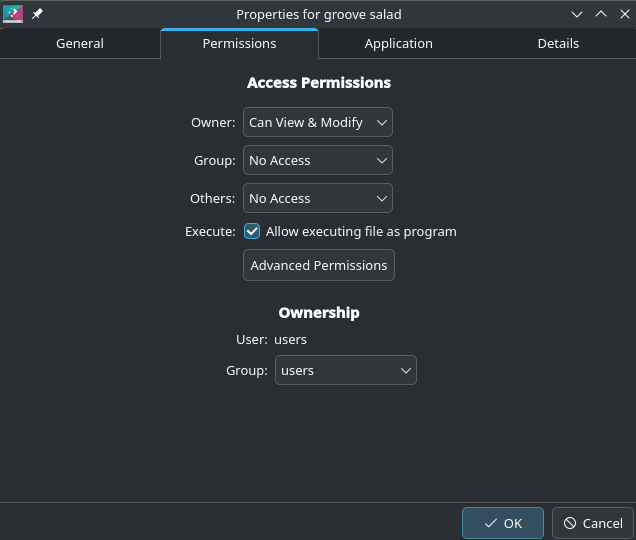 Properties for groove salad
General Permissions Application Details
Access Permissions
Owner: Can View & Modify
Group: No Access
Others: No Access
Execute: Allow executing file as program
Advanced Permissions
Ownership
User: users
Group: users
OK Cancel